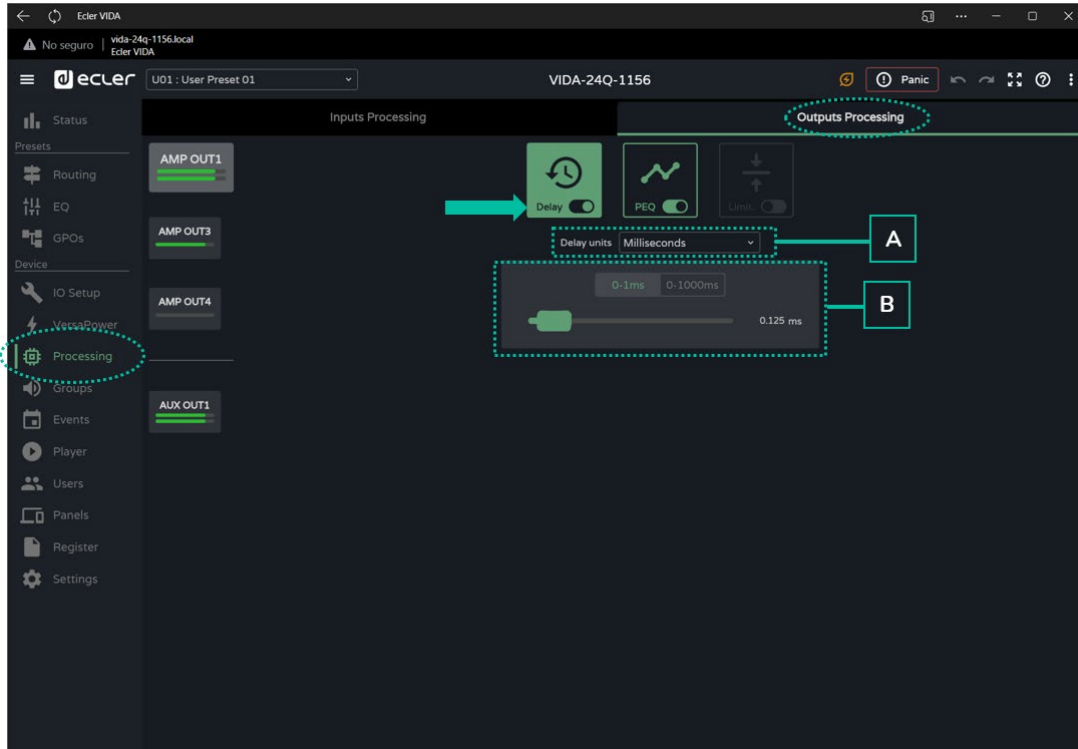 Ecler VIDA
No seguro
vida-24q-1156.local
Ecler VIDA
ecler
U01 : User Preset 01
VIDA-24Q-1156
Panic
Status
Presets
Routing
EQ
GPOs
Device
IO Setup
VersaPower
Processing
Groups
Events
Player
Users
Panels
Register
Settings
Inputs Processing
Outputs Processing
AMP OUT1
AMP OUT3
AMP OUT4
AUX OUT1
Delay
PEQ
Limit.
Delay units
Milliseconds
A
0-1ms
0-1000ms
0.125 ms
B